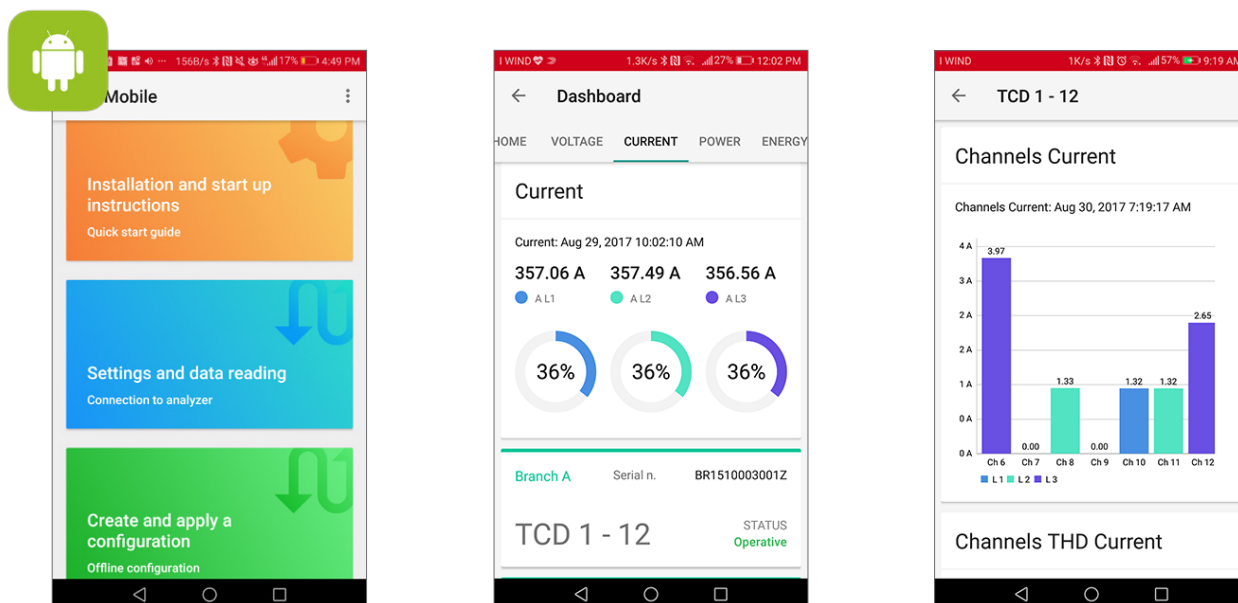 156B/s 17% 4:49 PM
Mobile
Installation and start up
instructions
Quick start guide
Settings and data reading
Connection to analyzer
Create and apply a
configuration
Offline configuration
I WIND 1.3K/s 27% 12:02 PM
Dashboard
HOME VOLTAGE CURRENT POWER ENERGY
Current
Current: Aug 29, 2017 10:02:10 AM
357.06 A 357.49 A 356.56 A
A L1 A L2 A L3
36% 36% 36%
Branch A Serial n. BR1510003001Z
TCD 1 - 12
STATUS
Operative
I WIND 1K/s 57% 9:19 AM
TCD 1 - 12
Channels Current
Channels Current: Aug 30, 2017 7:19:17 AM
4 A
3.97
3 A
2 A
2.65
2 A
1 A
1.33 1.32 1.32
0 A
0.00 0.00
0 A
Ch 6 Ch 7 Ch 8 Ch 9 Ch 10 Ch 11 Ch 12
L 1 L 2 L 3
Channels THD Current